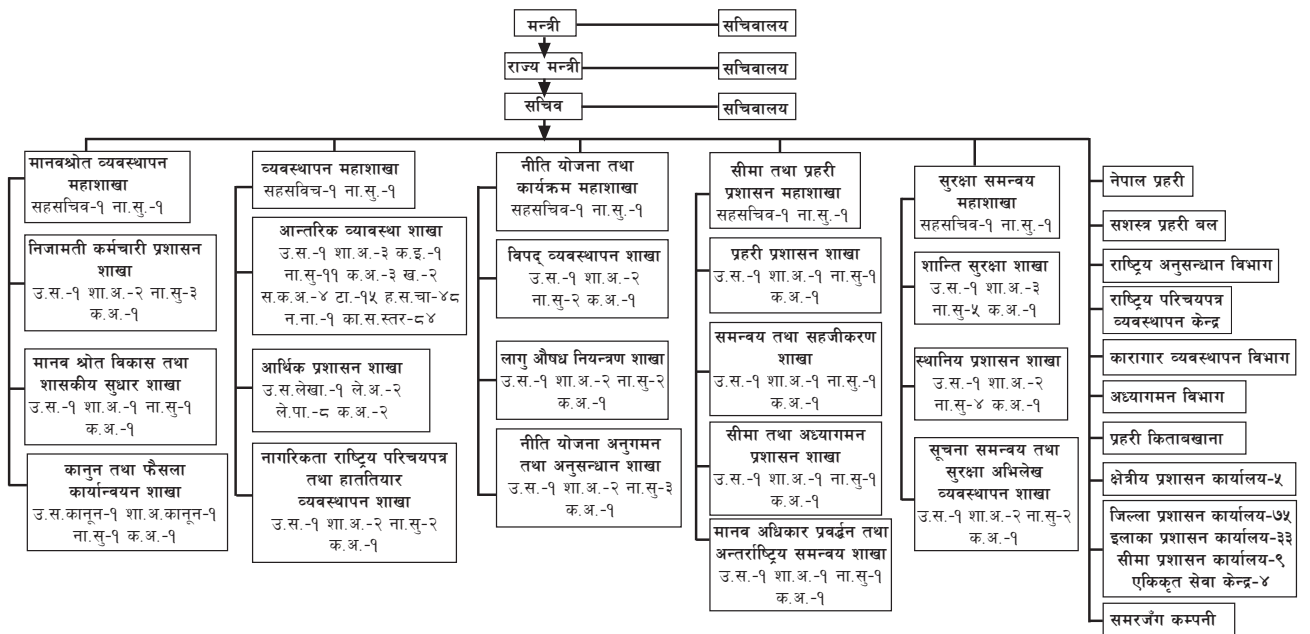 मन्त्री
सचिवालय
राज्य मन्त्री
सचिवालय
सचिव
सचिवालय
मानवश्रोत व्यवस्थापन
महाशाखा
सहसचिव-१ ना.सु.-१
निजामती कर्मचारी प्रशासन
शाखा
उ.स.-१ शा.अ.-२ ना.सु-३
क.अ.-१
मानव श्रोत विकास तथा
शासकीय सुधार शाखा
उ.स.-१ शा.अ.-१ ना.सु-१
क.अ.-१
कानुन तथा फैसला
कार्यान्वयन शाखा
उ.स.कानून-१ शा.अ.कानून-१
ना.सु-१ क.अ.-१
व्यवस्थापन महाशाखा
सहसविच-१ ना.सु.-१
आन्तरिक व्यावस्था शाखा
उ.स.-१ शा.अ.-३ क.इ.-१
ना.सु-११ क.अ.-३ ख.-२
स.क.अ.-४ टा.-१५ ह.स.चा-४८
न.ना.-१ का.स.स्तर-८४
आर्थिक प्रशासन शाखा
उ.स.लेखा.-१ ले.अ.-२
ले.पा.-८ क.अ.-२
नागरिकता राष्ट्रिय परिचयपत्र
तथा हाततियार
व्यवस्थापन शाखा
उ.स.-१ शा.अ.-२ ना.सु-२
क.अ.-१
नीति योजना तथा
कार्यक्रम महाशाखा
सहसचिव-१ ना.सु.-१
विपद् व्यवस्थापन शाखा
उ.स.-१ शा.अ.-२
ना.सु-२ क.अ.-१
लागु औषध नियन्त्रण शाखा
उ.स.-१ शा.अ.-२ ना.सु-२
क.अ.-१
नीति योजना अनुगमन
तथा अनुसन्धान शाखा
उ.स.-१ शा.अ.-२ ना.सु-३
क.अ.-१
सीमा तथा प्रहरी
प्रशासन महाशाखा
सहसचिव-१ ना.सु.-१
प्रहरी प्रशासन शाखा
उ.स.-१ शा.अ.-१ ना.सु-१
क.अ.-१
समन्वय तथा सहजीकरण
शाखा
उ.स.-१ शा.अ.-१ ना.सु.-१
क.अ.-१
सीमा तथा अध्यागमन
प्रशासन शाखा
उ.स.-१ शा.अ.-१ ना.सु-१
क.अ.-१
मानव अधिकार प्रवर्द्धन तथा
अन्तर्राष्ट्रिय समन्वय शाखा
उ.स.-१ शा.अ.-१ ना.सु-१
क.अ.-१
सुरक्षा समन्वय
महाशाखा
सहसचिव-१ ना.सु.-१
शान्ति सुरक्षा शाखा
उ.स.-१ शा.अ.-३
ना.सु-५ क.अ.-१
स्थानिय प्रशासन शाखा
उ.स.-१ शा.अ.-२
ना.सु-४ क.अ.-१
सूचना समन्वय तथा
सुरक्षा अभिलेख
व्यवस्थापन शाखा
उ.स.-१ शा.अ.-२ ना.सु-२
क.अ.-१
नेपाल प्रहरी
सशस्त्र प्रहरी बल
राष्ट्रिय अनुसन्धान विभाग
राष्ट्रिय परिचयपत्र
व्यवस्थापन केन्द्र
कारागार व्यवस्थापन विभाग
अध्यागमन विभाग
प्रहरी किताबखाना
क्षेत्रीय प्रशासन कार्यालय-५
जिल्ला प्रशासन कार्यालय-७५
इलाका प्रशासन कार्यालय-३३
सीमा प्रशासन कार्यालय-९
एकिकृत सेवा केन्द्र-४
समरजँग कम्पनी